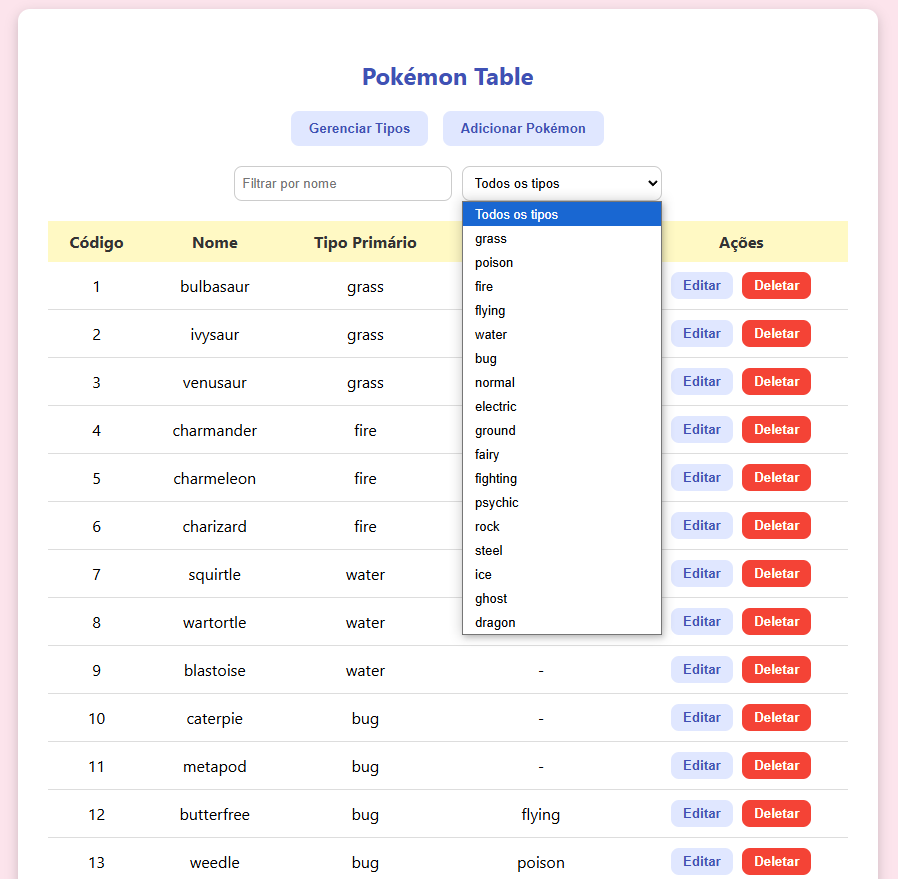 Pokémon Table
Gerenciar Tipos Adicionar Pokémon
Filtrar por nome Todos os tipos
Todos os tipos
grass
poison
fire
flying
water
bug
normal
electric
ground
fairy
fighting
psychic
rock
steel
ice
ghost
dragon
Código Nome Tipo Primário Ações
1 bulbasaur grass Editar Deletar
2 ivysaur grass Editar Deletar
3 venusaur grass Editar Deletar
4 charmander fire Editar Deletar
5 charmeleon fire Editar Deletar
6 charizard fire Editar Deletar
7 squirtle water Editar Deletar
8 wartortle water Editar Deletar
9 blastoise water - Editar Deletar
10 caterpie bug - Editar Deletar
11 metapod bug - Editar Deletar
12 butterfree bug flying Editar Deletar
13 weedle bug poison Editar Deletar